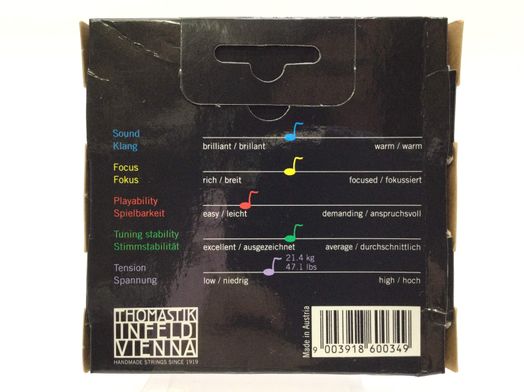 Sound
Klang
brilliant / brillant
warm / warm
Focus
Fokus
rich / breit
focused / fokussiert
Playability
Spielbarkeit
easy / leicht
demanding / anspruchsvoll
Tuning stability
Stimmstabilität
excellent / ausgezeichnet
average / durchschnittlich
Tension
Spannung
21.4 kg
47.1 lbs
low / niedrig
high / hoch
THOMASTIK
INFELD
VIENNA
HANDMADE STRINGS SINCE 1919
Made in Austria
9 003918 600349